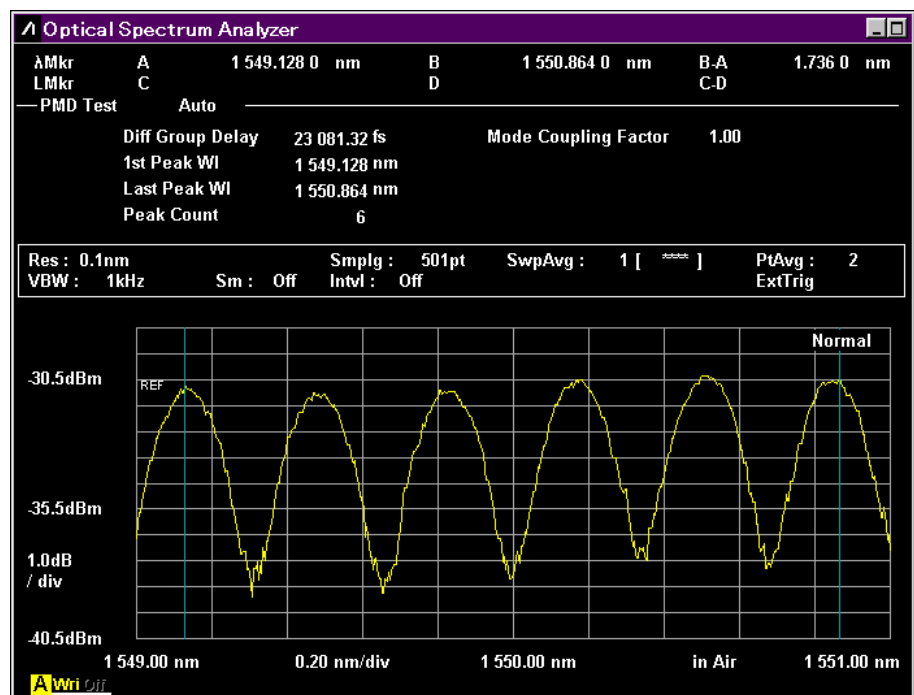 Optical Spectrum Analyzer
λMkr A 1 549.128 0 nm B 1 550.864 0 nm B-A 1.736 0 nm
LMkr C D C-D
PMD Test Auto
Diff Group Delay 23 081.32 fs Mode Coupling Factor 1.00
1st Peak Wl 1 549.128 nm
Last Peak Wl 1 550.864 nm
Peak Count 6
Res : 0.1nm Smplg : 501pt SwpAvg : 1 [ **** ] PtAvg : 2
VBW : 1kHz Sm : Off Intvl : Off ExtTrig
Normal
-30.5dBm REF
-35.5dBm
1.0dB
/ div
-40.5dBm
1 549.00 nm 0.20 nm/div 1 550.00 nm in Air 1 551.00 nm
A Wri Off